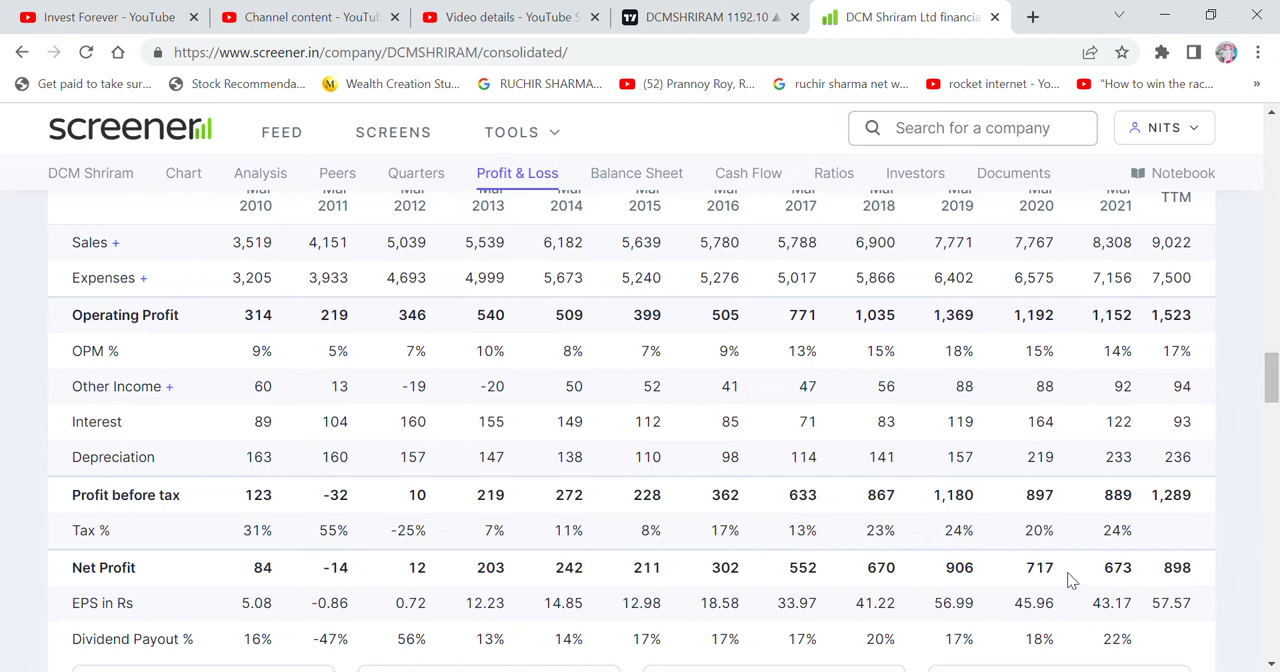 Invest Forever - YouTube
Channel content - YouTub
Video details - YouTube S
DCMSHRIRAM 1192.10
DCM Shriram Ltd financia
https://www.screener.in/company/DCMSHRIRAM/consolidated/
Get paid to take sur...
Stock Recommenda...
M Wealth Creation Stu...
G RUCHIR SHARMA...
(52) Prannoy Roy, R...
G ruchir sharma net w...
rocket internet - Yo...
"How to win the rac...
»
screener
FEED
SCREENS
TOOLS
Search for a company
NITS
DCM Shriram Chart Analysis Peers Quarters Profit & Loss Balance Sheet Cash Flow Ratios Investors Documents Notebook
Mar Mar Mar Mar Mar Mar Mar Mar Mar Mar Mar Mar
2010 2011 2012 2013 2014 2015 2016 2017 2018 2019 2020 2021 TTM
Sales + 3,519 4,151 5,039 5,539 6,182 5,639 5,780 5,788 6,900 7,771 7,767 8,308 9,022
Expenses + 3,205 3,933 4,693 4,999 5,673 5,240 5,276 5,017 5,866 6,402 6,575 7,156 7,500
Operating Profit 314 219 346 540 509 399 505 771 1,035 1,369 1,192 1,152 1,523
OPM % 9% 5% 7% 10% 8% 7% 9% 13% 15% 18% 15% 14% 17%
Other Income + 60 13 -19 -20 50 52 41 47 56 88 88 92 94
Interest 89 104 160 155 149 112 85 71 83 119 164 122 93
Depreciation 163 160 157 147 138 110 98 114 141 157 219 233 236
Profit before tax 123 -32 10 219 272 228 362 633 867 1,180 897 889 1,289
Tax % 31% 55% -25% 7% 11% 8% 17% 13% 23% 24% 20% 24%
Net Profit 84 -14 12 203 242 211 302 552 670 906 717 673 898
EPS in Rs 5.08 -0.86 0.72 12.23 14.85 12.98 18.58 33.97 41.22 56.99 45.96 43.17 57.57
Dividend Payout % 16% -47% 56% 13% 14% 17% 17% 17% 20% 17% 18% 22%